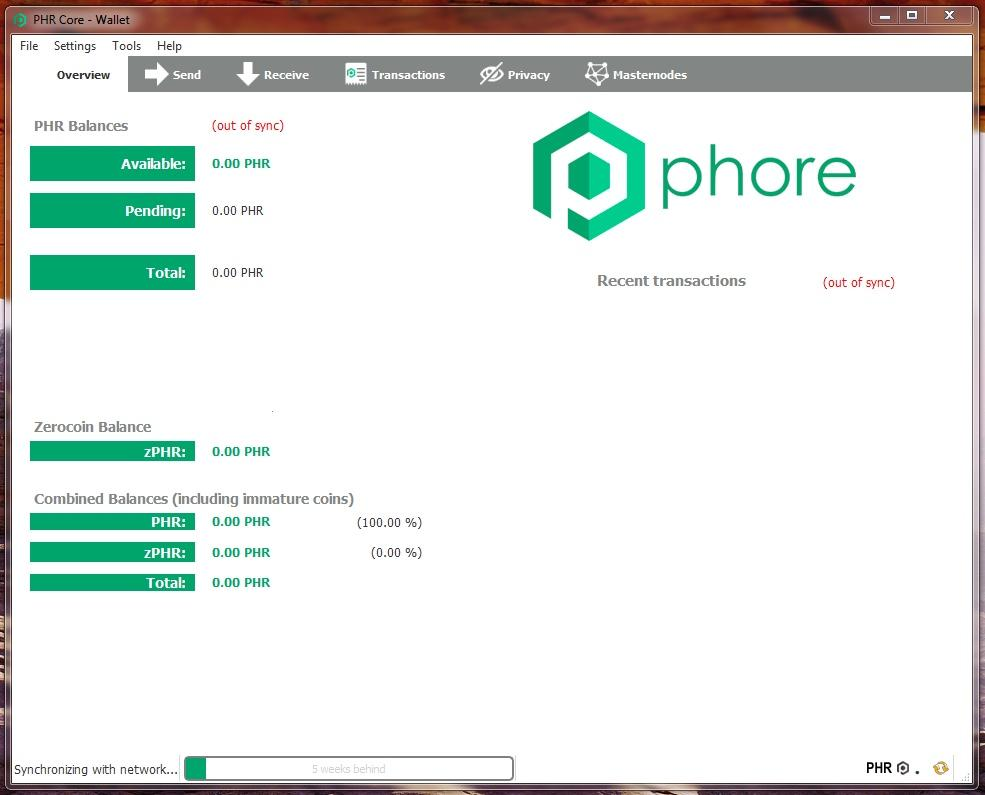 PHR Core - Wallet
File Settings Tools Help
Overview Send Receive Transactions Privacy Masternodes
PHR Balances (out of sync)
Available: 0.00 PHR
Pending: 0.00 PHR
Total: 0.00 PHR
phore
Recent transactions (out of sync)
Zerocoin Balance
zPHR: 0.00 PHR
Combined Balances (including immature coins)
PHR: 0.00 PHR (100.00 %)
zPHR: 0.00 PHR (0.00 %)
Total: 0.00 PHR
Synchronizing with network... 5 weeks behind PHR